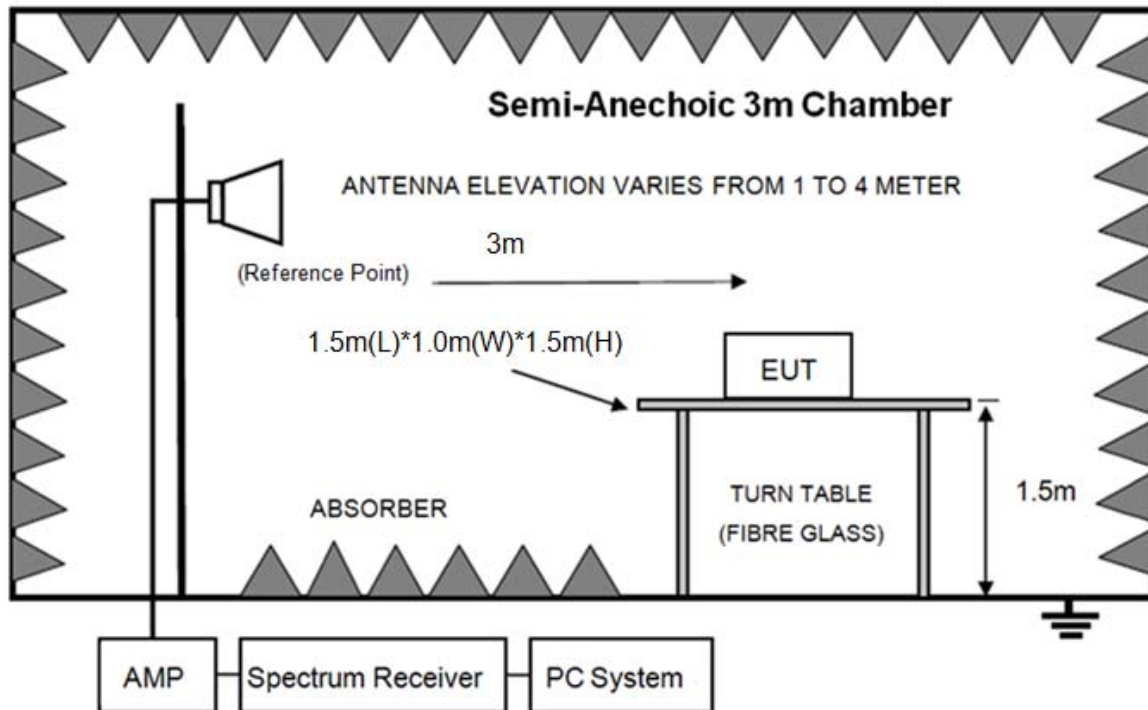 Semi-Anechoic 3m Chamber
ANTENNA ELEVATION VARIES FROM 1 TO 4 METER
3m
(Reference Point)
1.5m(L)*1.0m(W)*1.5m(H)
EUT
ABSORBER
TURN TABLE
(FIBRE GLASS)
1.5m
AMP
Spectrum Receiver
PC System